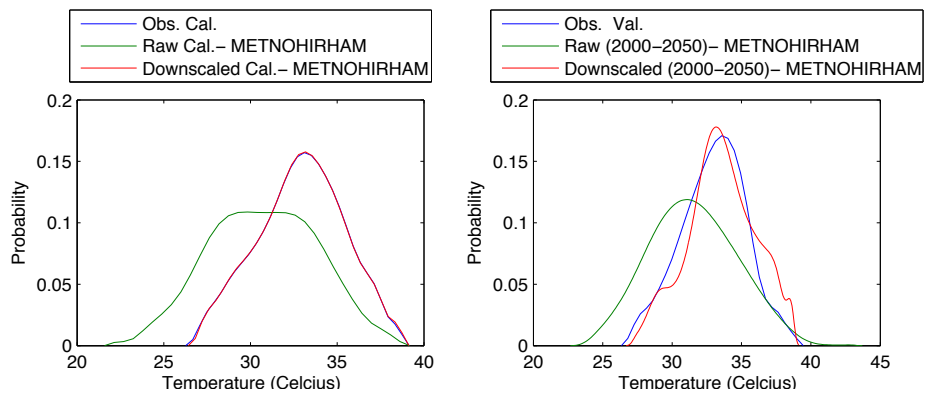 Obs. Cal.
Raw Cal.− METNOHIRHAM
Downscaled Cal.− METNOHIRHAM
0.2
0.15
0.1
0.05
0
Probability
20 25 30 35 40
Temperature (Celcius)
Obs. Val.
Raw (2000−2050)− METNOHIRHAM
Downscaled (2000−2050)− METNOHIRHAM
0.2
0.15
0.1
0.05
0
Probability
20 25 30 35 40 45
Temperature (Celcius)